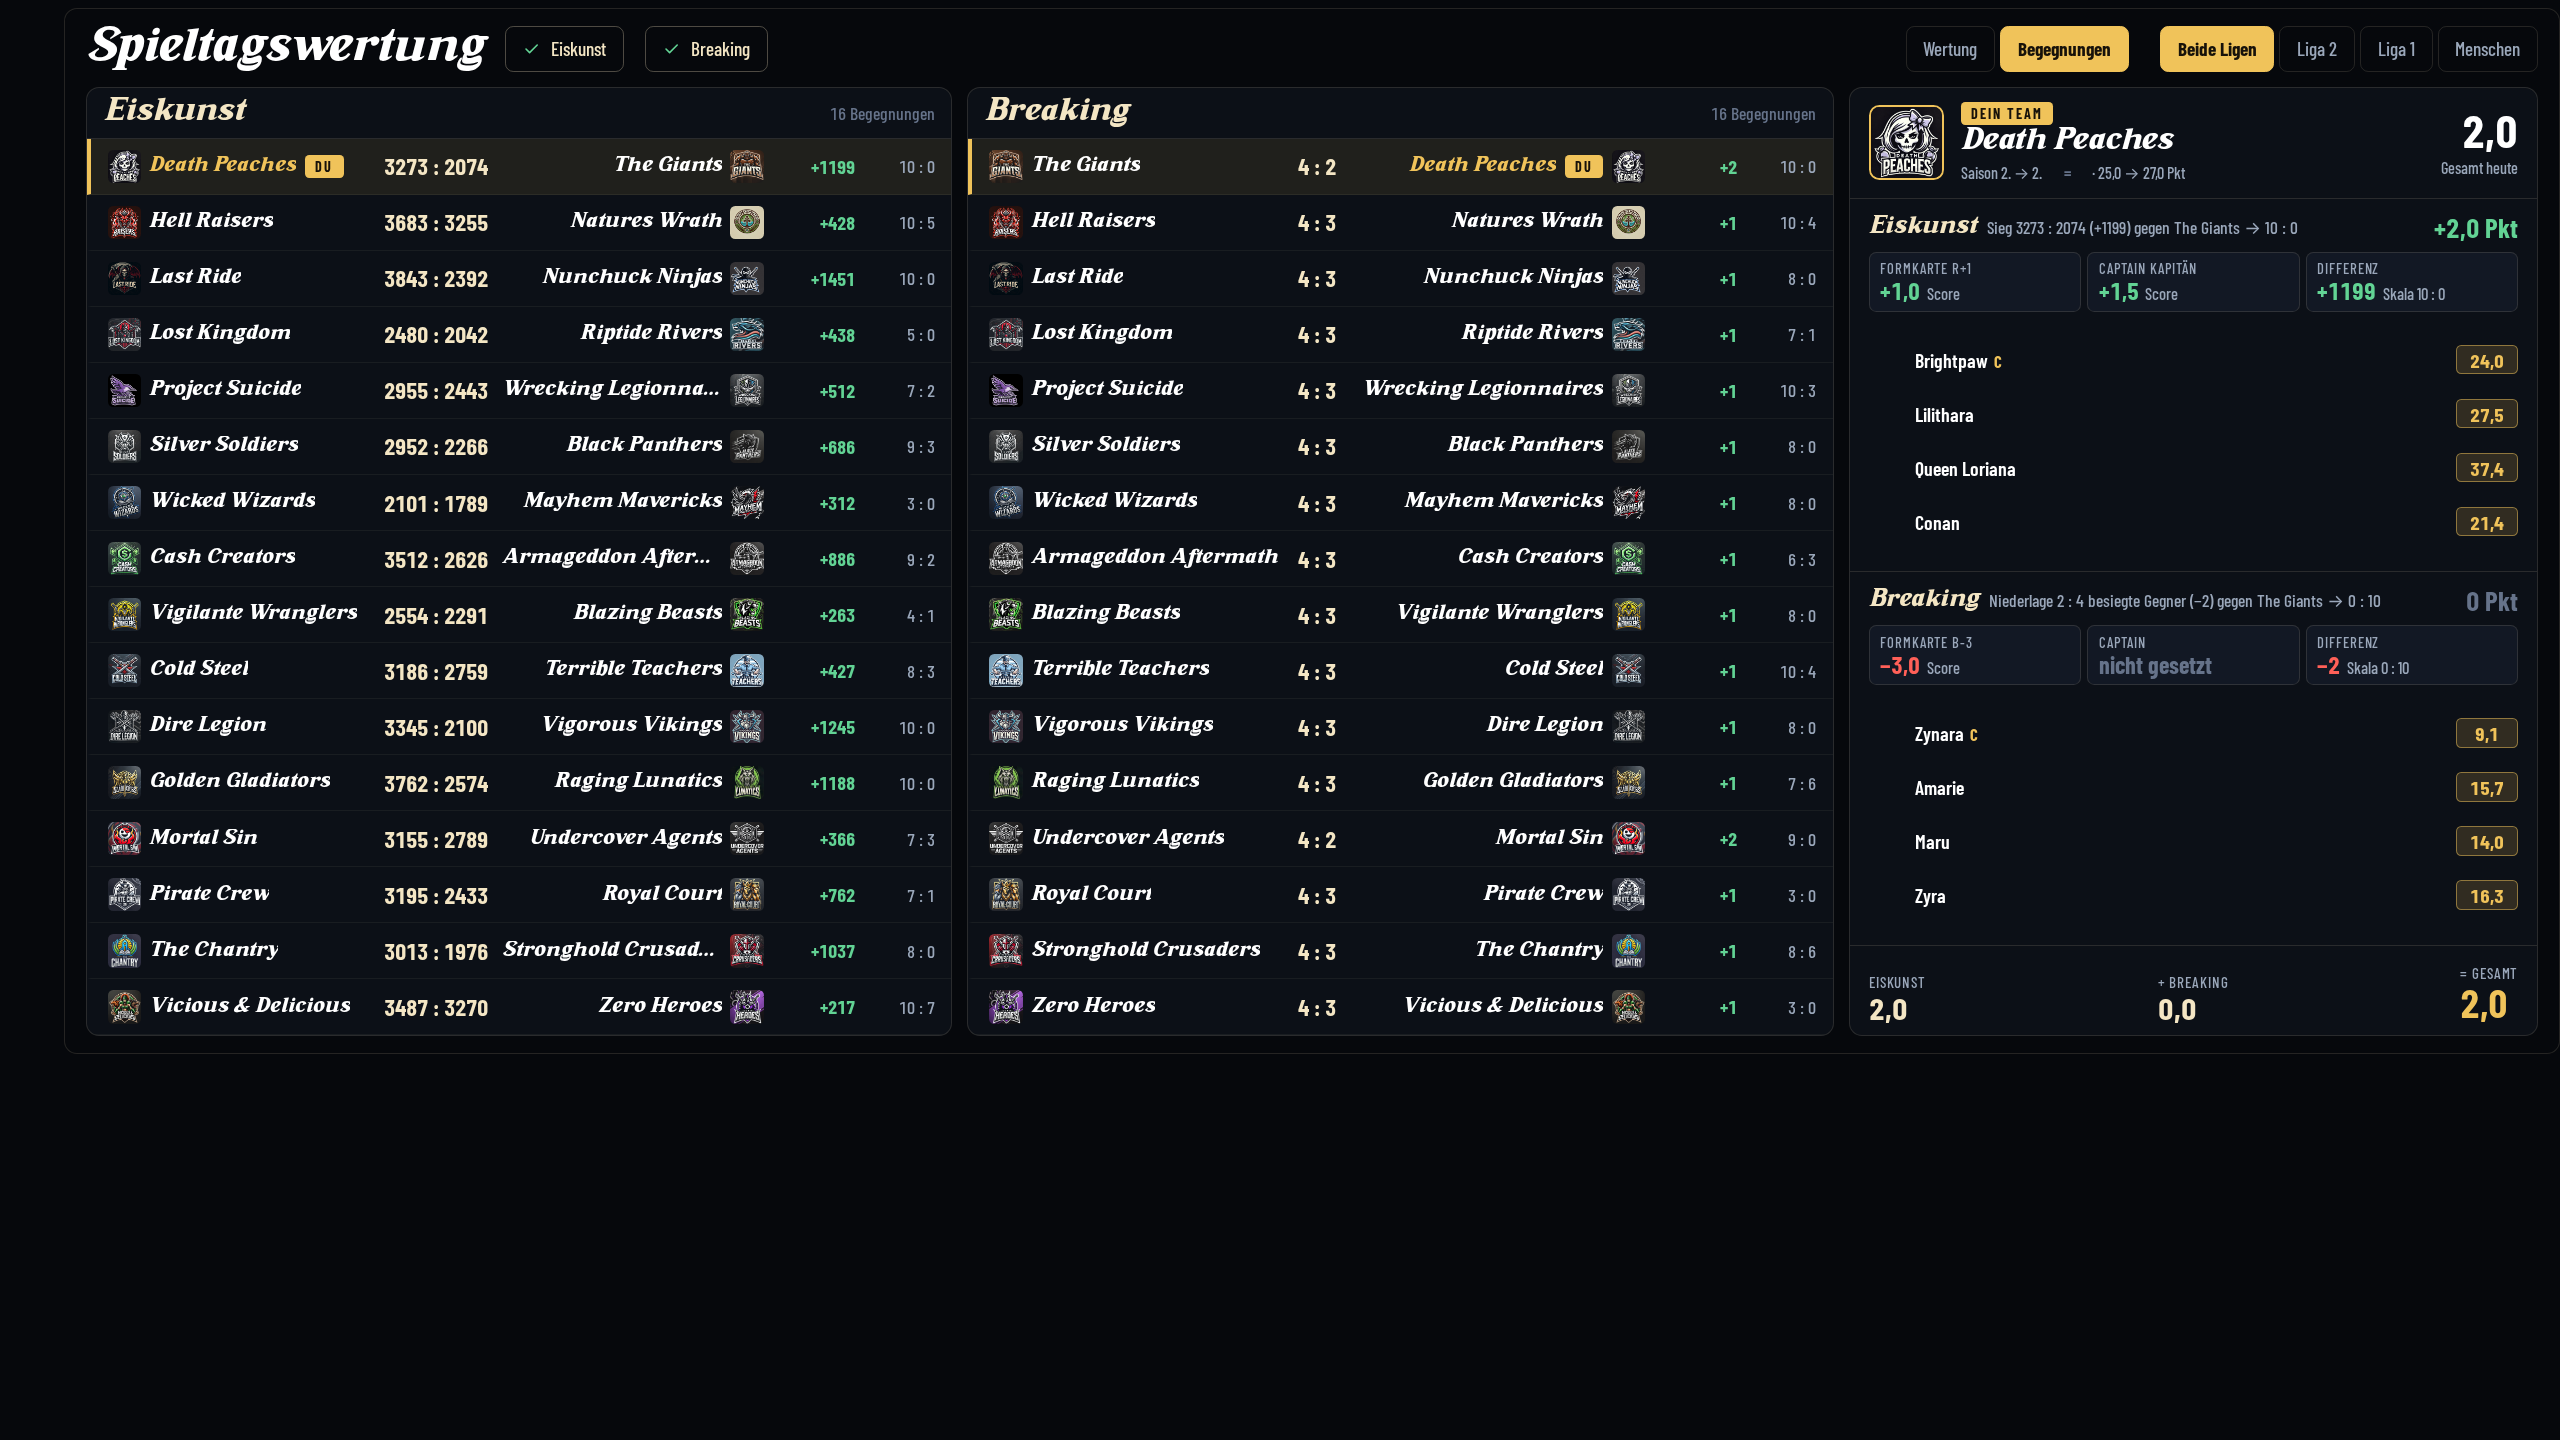 Spieltagswertung ✓ Eiskunst ✓ Breaking Wertung Begegnungen Beide Ligen Liga 2 Liga 1 Menschen
Eiskunst 16 Begegnungen
Death Peaches DU 3273 : 2074 The Giants +1199 10 : 0
Hell Raisers 3683 : 3255 Natures Wrath +428 10 : 5
Last Ride 3843 : 2392 Nunchuck Ninjas +1451 10 : 0
Lost Kingdom 2480 : 2042 Riptide Rivers +438 5 : 0
Project Suicide 2955 : 2443 Wrecking Legionna... +512 7 : 2
Silver Soldiers 2952 : 2266 Black Panthers +686 9 : 3
Wicked Wizards 2101 : 1789 Mayhem Mavericks +312 3 : 0
Cash Creators 3512 : 2626 Armageddon After... +886 9 : 2
Vigilante Wranglers 2554 : 2291 Blazing Beasts +263 4 : 1
Cold Steel 3186 : 2759 Terrible Teachers +427 8 : 3
Dire Legion 3345 : 2100 Vigorous Vikings +1245 10 : 0
Golden Gladiators 3762 : 2574 Raging Lunatics +1188 10 : 0
Mortal Sin 3155 : 2789 Undercover Agents +366 7 : 3
Pirate Crew 3195 : 2433 Royal Court +762 7 : 1
The Chantry 3013 : 1976 Stronghold Crusad... +1037 8 : 0
Vicious & Delicious 3487 : 3270 Zero Heroes +217 10 : 7
Breaking 16 Begegnungen
The Giants 4 : 2 Death Peaches DU +2 10 : 0
Hell Raisers 4 : 3 Natures Wrath +1 10 : 4
Last Ride 4 : 3 Nunchuck Ninjas +1 8 : 0
Lost Kingdom 4 : 3 Riptide Rivers +1 7 : 1
Project Suicide 4 : 3 Wrecking Legionnaires +1 10 : 3
Silver Soldiers 4 : 3 Black Panthers +1 8 : 0
Wicked Wizards 4 : 3 Mayhem Mavericks +1 8 : 0
Armageddon Aftermath 4 : 3 Cash Creators +1 6 : 3
Blazing Beasts 4 : 3 Vigilante Wranglers +1 8 : 0
Terrible Teachers 4 : 3 Cold Steel +1 10 : 4
Vigorous Vikings 4 : 3 Dire Legion +1 8 : 0
Raging Lunatics 4 : 3 Golden Gladiators +1 7 : 6
Undercover Agents 4 : 2 Mortal Sin +2 9 : 0
Royal Court 4 : 3 Pirate Crew +1 3 : 0
Stronghold Crusaders 4 : 3 The Chantry +1 8 : 6
Zero Heroes 4 : 3 Vicious & Delicious +1 3 : 0
DEIN TEAM
Death Peaches 2,0
Saison 2. → 2. = · 25,0 → 27,0 Pkt Gesamt heute
Eiskunst Sieg 3273 : 2074 (+1199) gegen The Giants → 10 : 0 +2,0 Pkt
FORMKARTE R+1 CAPTAIN KAPITÄN DIFFERENZ
+1,0 Score +1,5 Score +1199 Skala 10 : 0
Brightpaw C 24,0
Lilithara 27,5
Queen Loriana 37,4
Conan 21,4
Breaking Niederlage 2 : 4 besiegte Gegner (−2) gegen The Giants → 0 : 10 0 Pkt
FORMKARTE B-3 CAPTAIN DIFFERENZ
−3,0 Score nicht gesetzt −2 Skala 0 : 10
Zynara C 9,1
Amarie 15,7
Maru 14,0
Zyra 16,3
EISKUNST + BREAKING = GESAMT
2,0 0,0 2,0